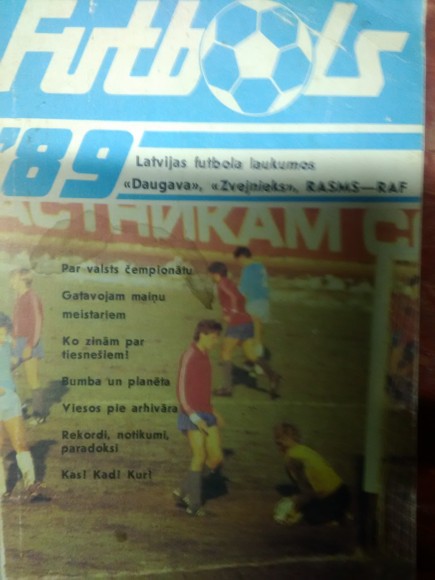 Futbols
'89
Latvijas futbola laukumos
«Daugava», «Zvejnieks», RASMS—RAF
АСТНИКАМ С
Par valsts čempionātu
Gatavojam maiņu
meistariem
Ko zinām par
tiesnešiem!
Bumba un planēta
Viesos pie arhivāra
Rekordi, notikumi,
paradoksi
Kas! Kad! Kur!